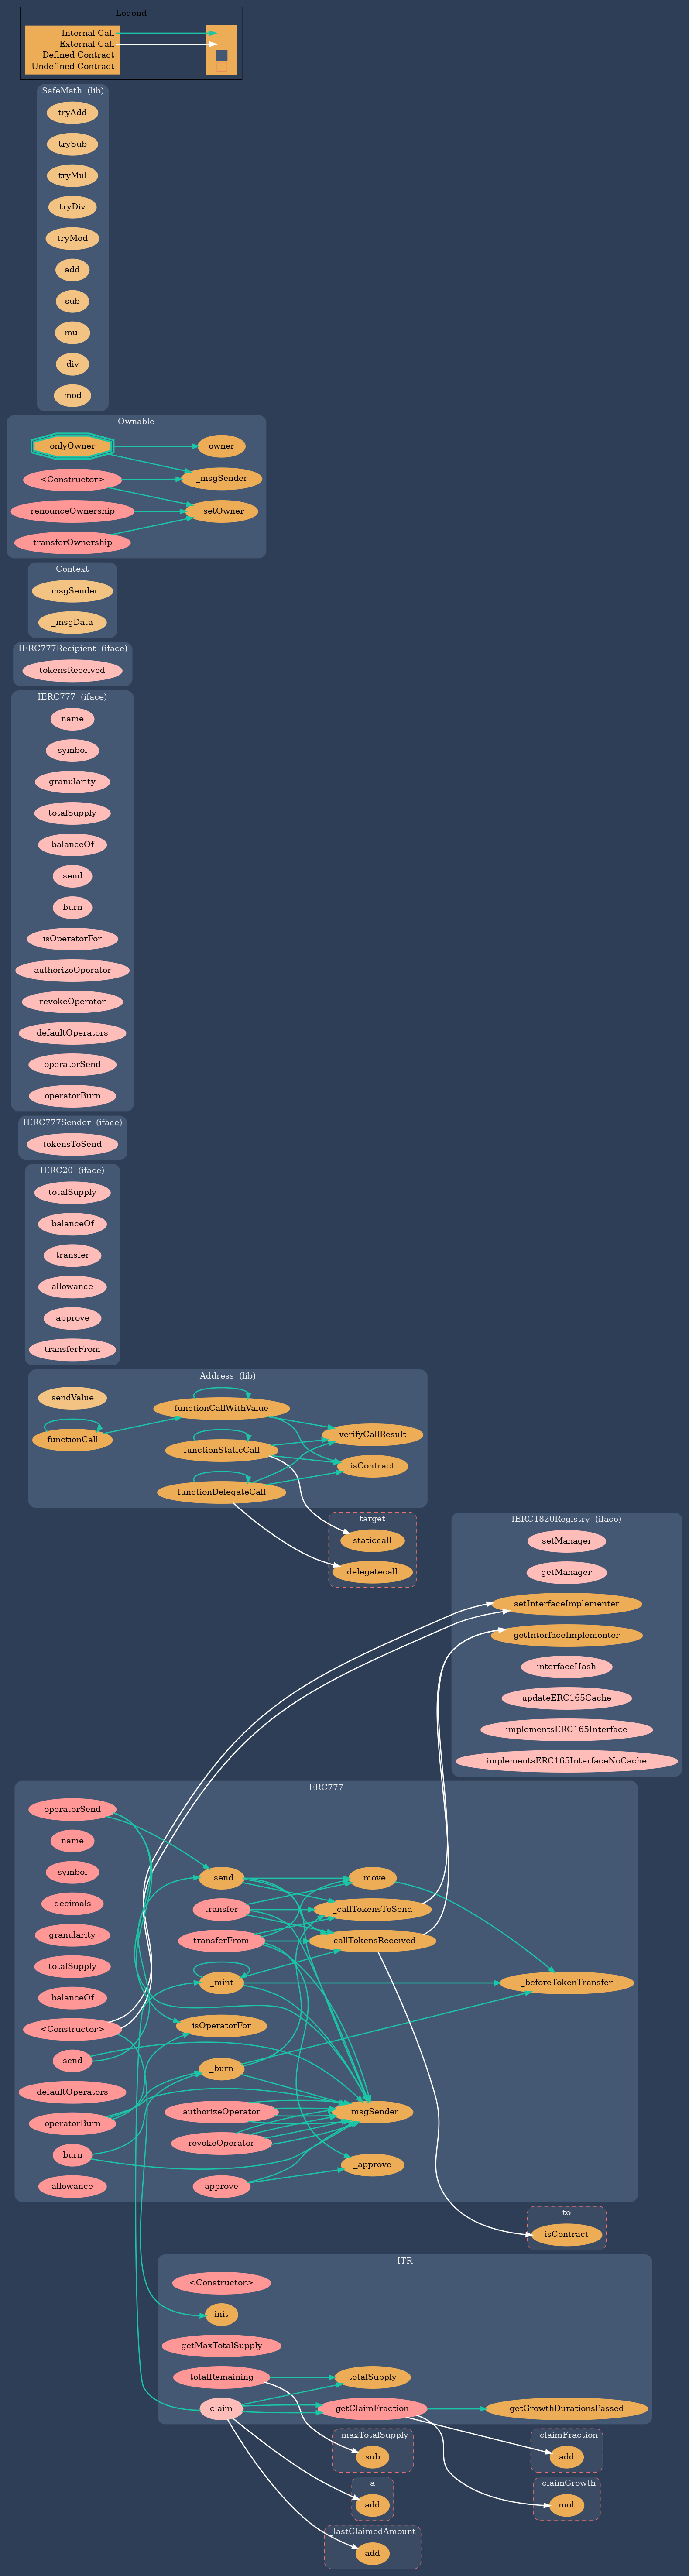 Legend
Internal Call
External Call
Defined Contract
Undefined Contract
SafeMath (lib)
tryAdd
trySub
tryMul
tryDiv
tryMod
add
sub
mul
div
mod
Ownable
onlyOwner
owner
<Constructor>
_msgSender
renounceOwnership
_setOwner
transferOwnership
Context
_msgSender
_msgData
IERC777Recipient (iface)
tokensReceived
IERC777 (iface)
name
symbol
granularity
totalSupply
balanceOf
send
burn
isOperatorFor
authorizeOperator
revokeOperator
defaultOperators
operatorSend
operatorBurn
IERC777Sender (iface)
tokensToSend
IERC20 (iface)
totalSupply
balanceOf
transfer
allowance
approve
transferFrom
Address (lib)
sendValue
functionCallWithValue
functionCall
verifyCallResult
functionStaticCall
isContract
functionDelegateCall
target
staticcall
delegatecall
IERC1820Registry (iface)
setManager
getManager
setInterfaceImplementer
getInterfaceImplementer
interfaceHash
updateERC165Cache
implementsERC165Interface
implementsERC165InterfaceNoCache
ERC777
operatorSend
name
symbol
decimals
granularity
totalSupply
balanceOf
<Constructor>
send
defaultOperators
operatorBurn
burn
allowance
_send
transfer
transferFrom
_mint
isOperatorFor
_burn
authorizeOperator
revokeOperator
approve
_move
_callTokensToSend
_callTokensReceived
_msgSender
_approve
_beforeTokenTransfer
to
isContract
ITR
<Constructor>
init
getMaxTotalSupply
totalRemaining
totalSupply
claim
getClaimFraction
getGrowthDurationsPassed
_maxTotalSupply
sub
_claimFraction
add
a
add
_claimGrowth
mul
lastClaimedAmount
add